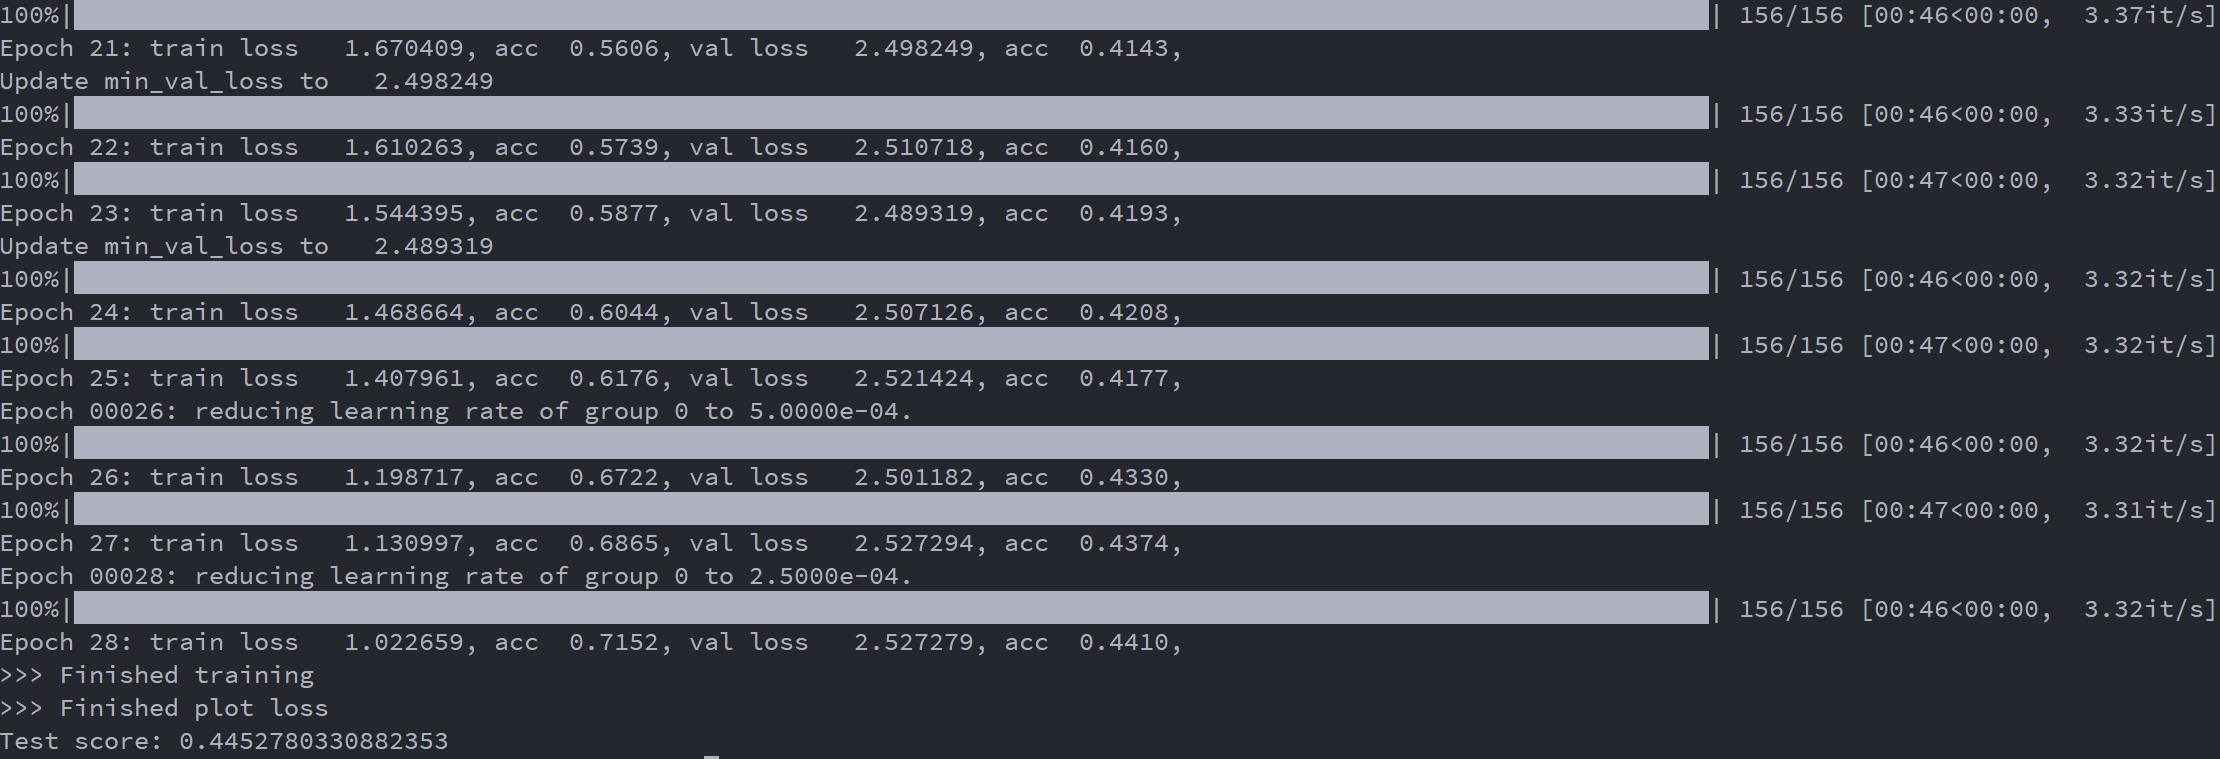 100%| | 156/156 [00:46<00:00, 3.37it/s]
Epoch 21: train loss 1.670409, acc 0.5606, val loss 2.498249, acc 0.4143,
Update min_val_loss to 2.498249
100%| | 156/156 [00:46<00:00, 3.33it/s]
Epoch 22: train loss 1.610263, acc 0.5739, val loss 2.510718, acc 0.4160,
100%| | 156/156 [00:47<00:00, 3.32it/s]
Epoch 23: train loss 1.544395, acc 0.5877, val loss 2.489319, acc 0.4193,
Update min_val_loss to 2.489319
100%| | 156/156 [00:46<00:00, 3.32it/s]
Epoch 24: train loss 1.468664, acc 0.6044, val loss 2.507126, acc 0.4208,
100%| | 156/156 [00:47<00:00, 3.32it/s]
Epoch 25: train loss 1.407961, acc 0.6176, val loss 2.521424, acc 0.4177,
Epoch 00026: reducing learning rate of group 0 to 5.0000e-04.
100%| | 156/156 [00:46<00:00, 3.32it/s]
Epoch 26: train loss 1.198717, acc 0.6722, val loss 2.501182, acc 0.4330,
100%| | 156/156 [00:47<00:00, 3.31it/s]
Epoch 27: train loss 1.130997, acc 0.6865, val loss 2.527294, acc 0.4374,
Epoch 00028: reducing learning rate of group 0 to 2.5000e-04.
100%| | 156/156 [00:46<00:00, 3.32it/s]
Epoch 28: train loss 1.022659, acc 0.7152, val loss 2.527279, acc 0.4410,
>>> Finished training
>>> Finished plot loss
Test score: 0.4452780330882353